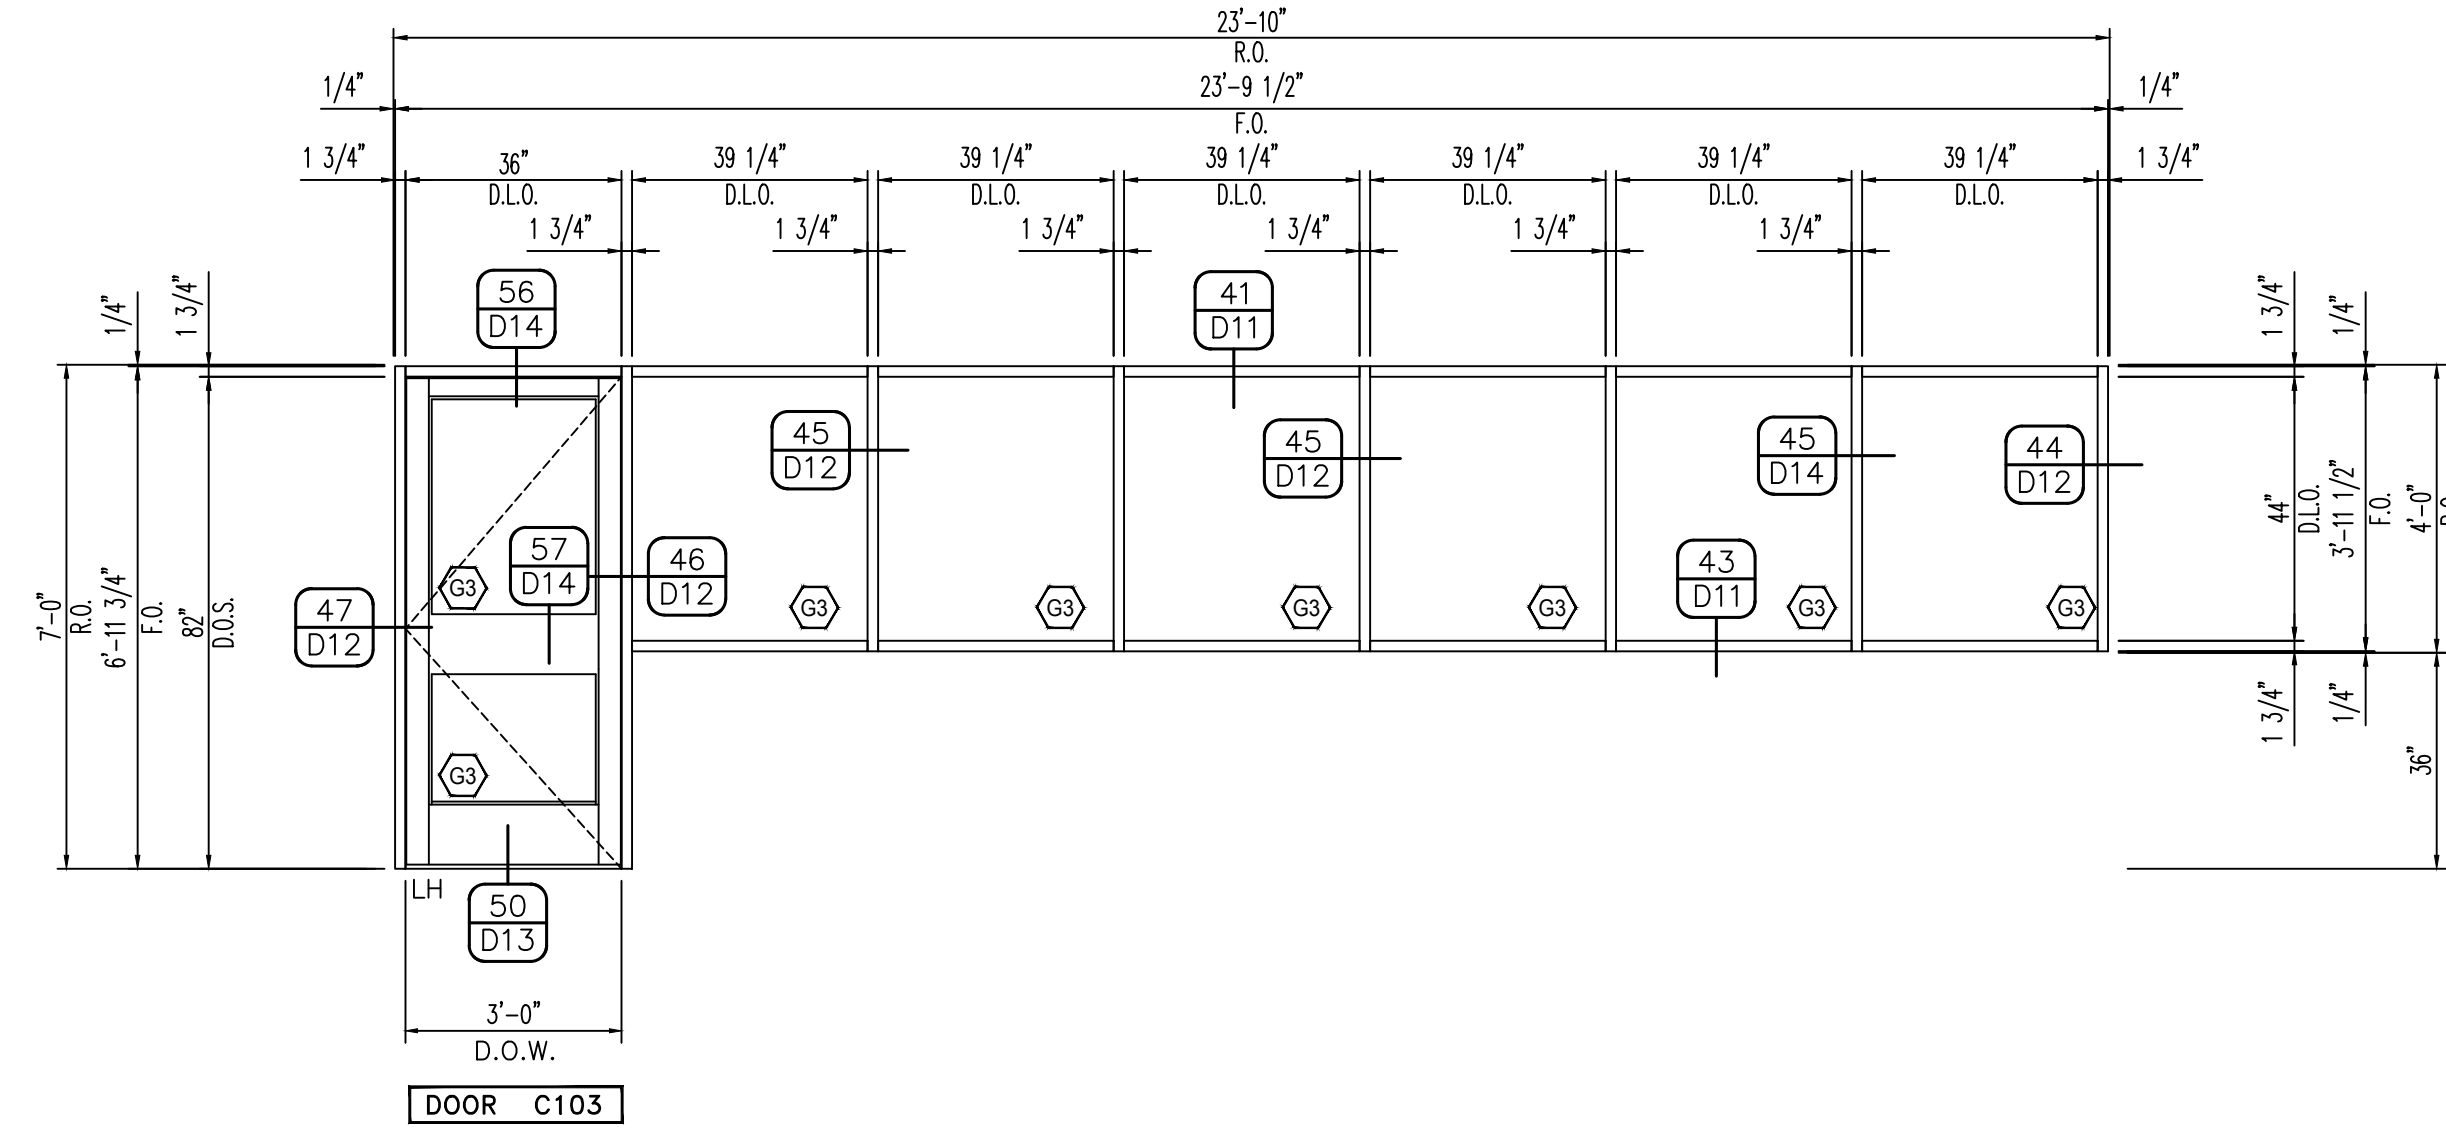 23'-10"
R.O.
1/4" 23'-9 1/2" 1/4"
F.O.
1 3/4" 36" 39 1/4" 39 1/4" 39 1/4" 39 1/4" 39 1/4" 39 1/4" 1 3/4"
D.L.O. D.L.O. D.L.O. D.L.O. D.L.O. D.L.O. D.L.O.
1 3/4" 1 3/4" 1 3/4" 1 3/4" 1 3/4" 1 3/4"
1/4" 1 3/4"
56
D14
41
D11
1 3/4" 1/4"
45
D12
45
D12
45
D14
44
D12
44"
D.L.O.
3'-11 1/2"
F.O.
4'-0"
7'-0"
R.O.
6'-11 3/4"
F.O.
82"
D.O.S.
47
D12
G3
57
D14
46
D12
G3 G3 G3 G3
43
D11
G3 G3
1 3/4" 1/4"
36"
G3
LH
50
D13
3'-0"
D.O.W.
DOOR C103